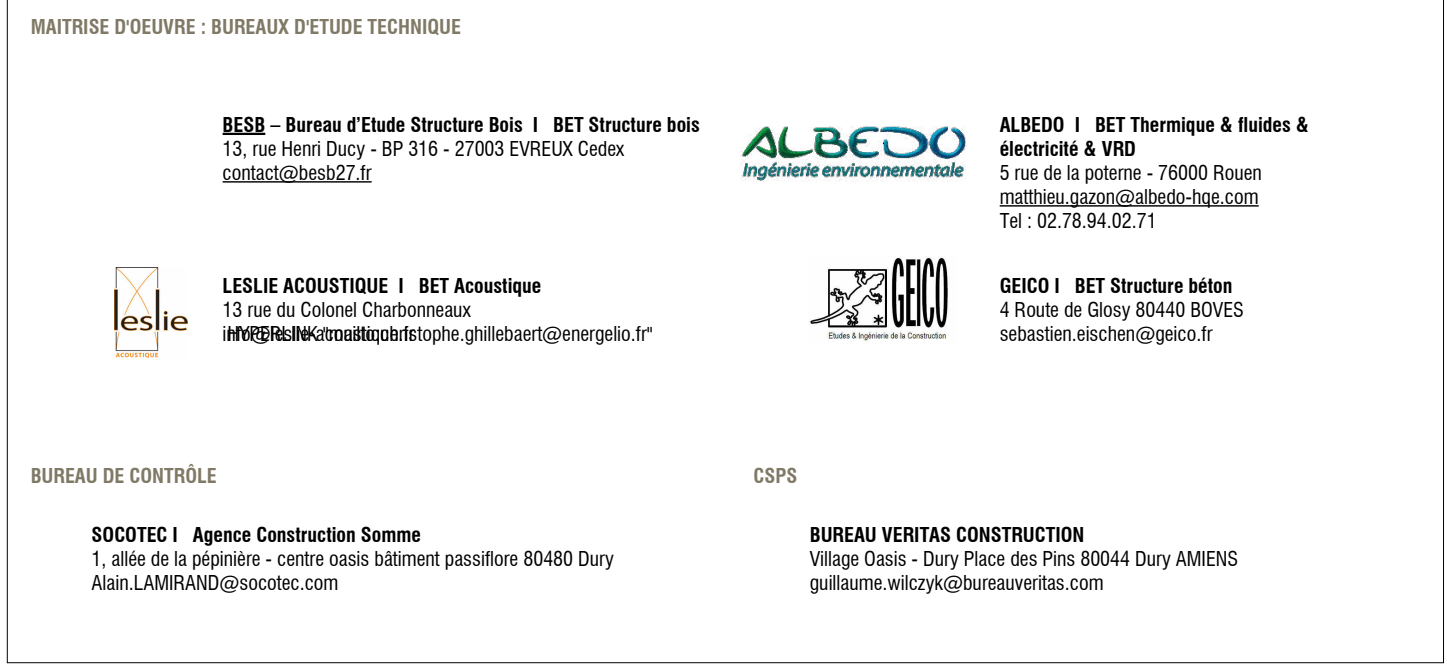 MAITRISE D'OEUVRE : BUREAUX D'ETUDE TECHNIQUE
BESB – Bureau d’Etude Structure Bois I BET Structure bois
13, rue Henri Ducy - BP 316 - 27003 EVREUX Cedex
contact@besb27.fr
ALBEDO
Ingénierie environnementale
ALBEDO I BET Thermique & fluides &
électricité & VRD
5 rue de la poterne - 76000 Rouen
matthieu.gazon@albedo-hqe.com
Tel : 02.78.94.02.71
leslie
ACOUSTIQUE
LESLIE ACOUSTIQUE I BET Acoustique
13 rue du Colonel Charbonneaux
christophe.ghillebaert@energelio.fr"
GEICO
Etudes & Ingénierie de la Construction
GEICO I BET Structure béton
4 Route de Glosy 80440 BOVES
sebastien.eischen@geico.fr
BUREAU DE CONTRÔLE
SOCOTEC I Agence Construction Somme
1, allée de la pépinière - centre oasis bâtiment passiflore 80480 Dury
Alain.LAMIRAND@socotec.com
CSPS
BUREAU VERITAS CONSTRUCTION
Village Oasis - Dury Place des Pins 80044 Dury AMIENS
guillaume.wilczyk@bureauveritas.com